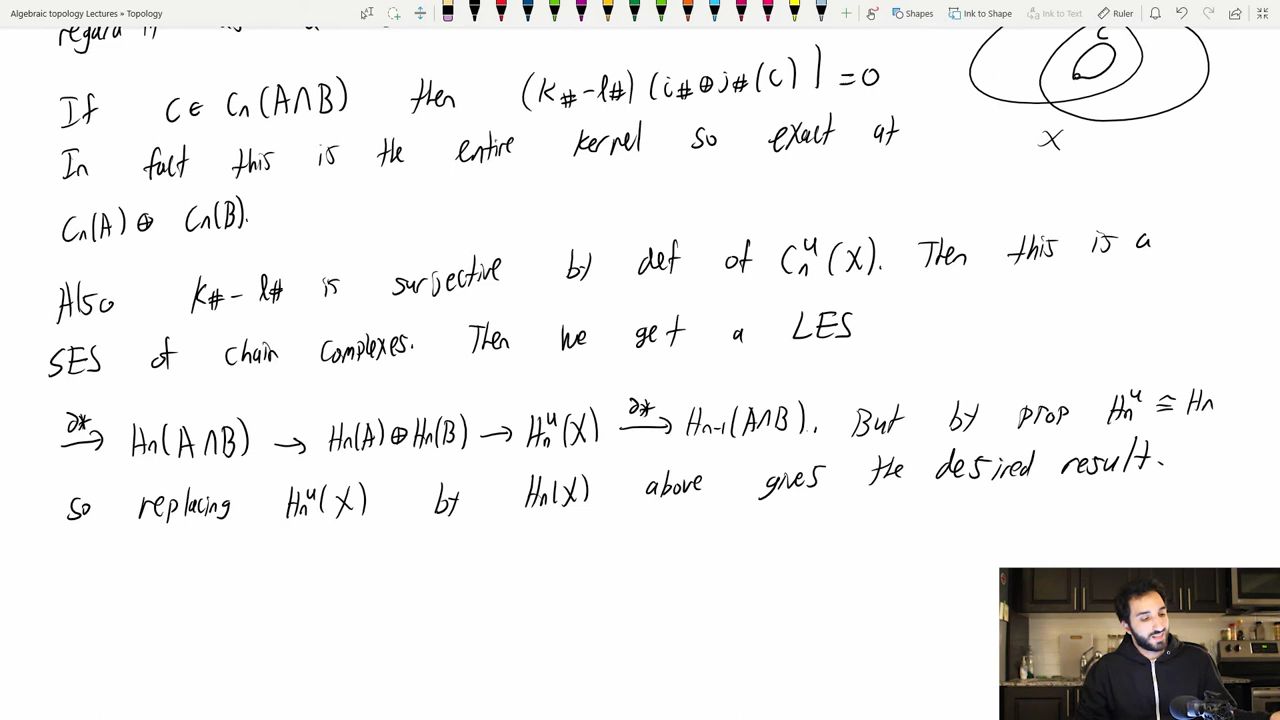 Algebraic topology Lectures » Topology
Shapes
Ink to Shape
Ink to Text
Ruler
regard it
If C ∈ Cn(A∩B) then (k# - l#)(i# ⊕ j#(C)) = 0
C
X
In fact this is the entire kernel so exact at
Cn(A) ⊕ Cn(B).
Also k# - l# is surjective by def of Cn^u(X). Then this is a
SES of chain complexes. Then we get a LES
∂* → Hn(A∩B) → Hn(A) ⊕ Hn(B) → Hn^u(X) ∂* → Hn-1(A∩B). But by prop Hn^u ≅ Hn
so replacing Hn^u(X) by Hn(X) above gives the desired result.